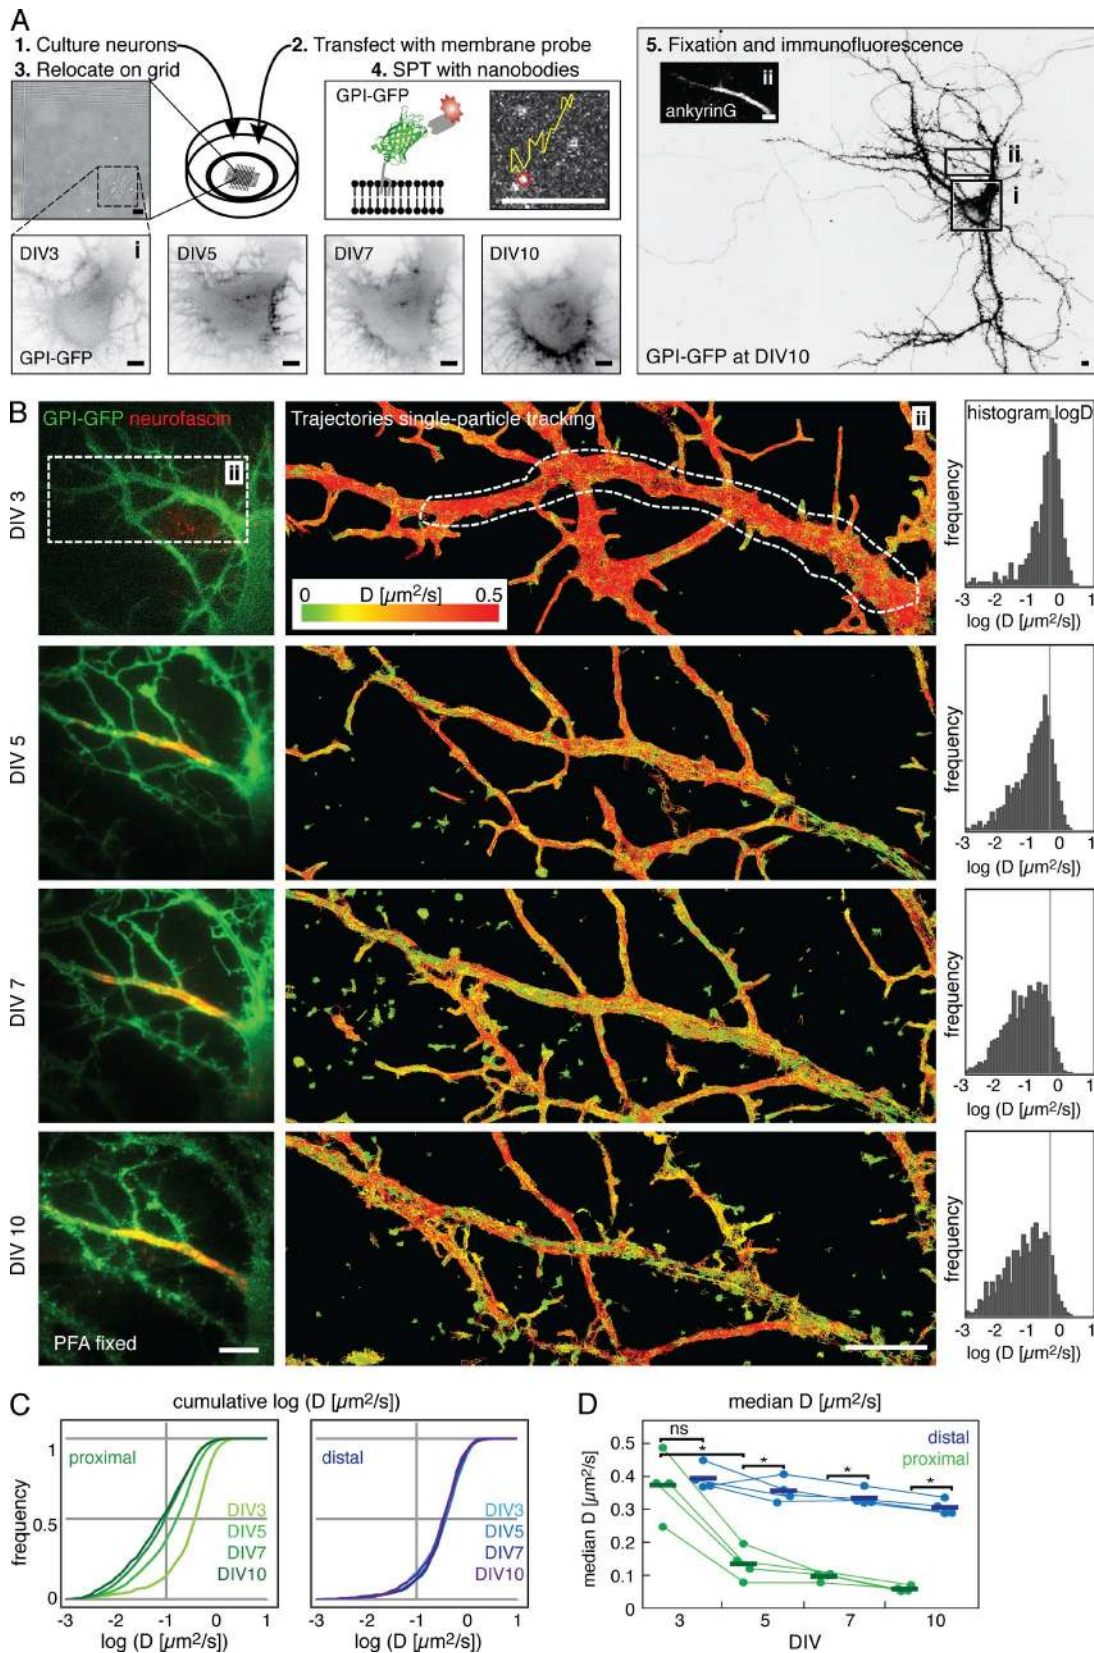 A
1. Culture neurons
2. Transfect with membrane probe
3. Relocate on grid
4. SPT with nanobodies
GPI-GFP
5. Fixation and immunofluorescence
ii
ankyrinG
ii
i
GPI-GFP at DIV10
DIV3
i
GPI-GFP
DIV5
DIV7
DIV10
B
GPI-GFP neurofascin
ii
Trajectories single-particle tracking
ii
histogram logD
DIV 3
0 D [µm²/s] 0.5
frequency
-3 -2 -1 0 1
log (D [µm²/s])
DIV 5
frequency
-3 -2 -1 0 1
log (D [µm²/s])
DIV 7
frequency
-3 -2 -1 0 1
log (D [µm²/s])
DIV 10
PFA fixed
frequency
-3 -2 -1 0 1
log (D [µm²/s])
C
cumulative log (D [µm²/s])
frequency
1
0.5
0
proximal
DIV3
DIV5
DIV7
DIV10
-3 -2 -1 0 1
log (D [µm²/s])
distal
DIV3
DIV5
DIV7
DIV10
-3 -2 -1 0 1
log (D [µm²/s])
D
median D [µm²/s]
median D [µm²/s]
0.5
0.4
0.3
0.2
0.1
0
ns
*
*
*
*
distal
proximal
3 5 7 10
DIV